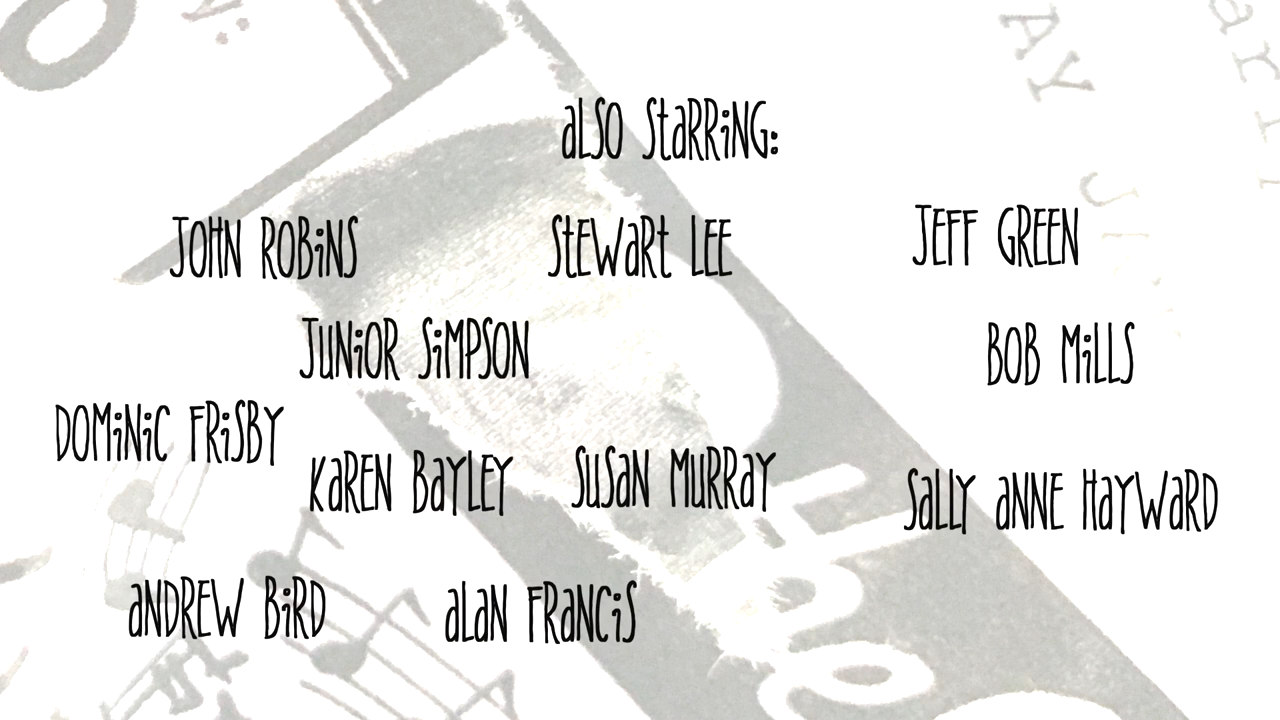 also starring:
John Robins
Stewart Lee
Jeff Green
Junior Simpson
Bob Mills
Dominic Frisby
Karen Bayley
Susan Murray
Sally Anne Hayward
Andrew Bird
Alan Francis